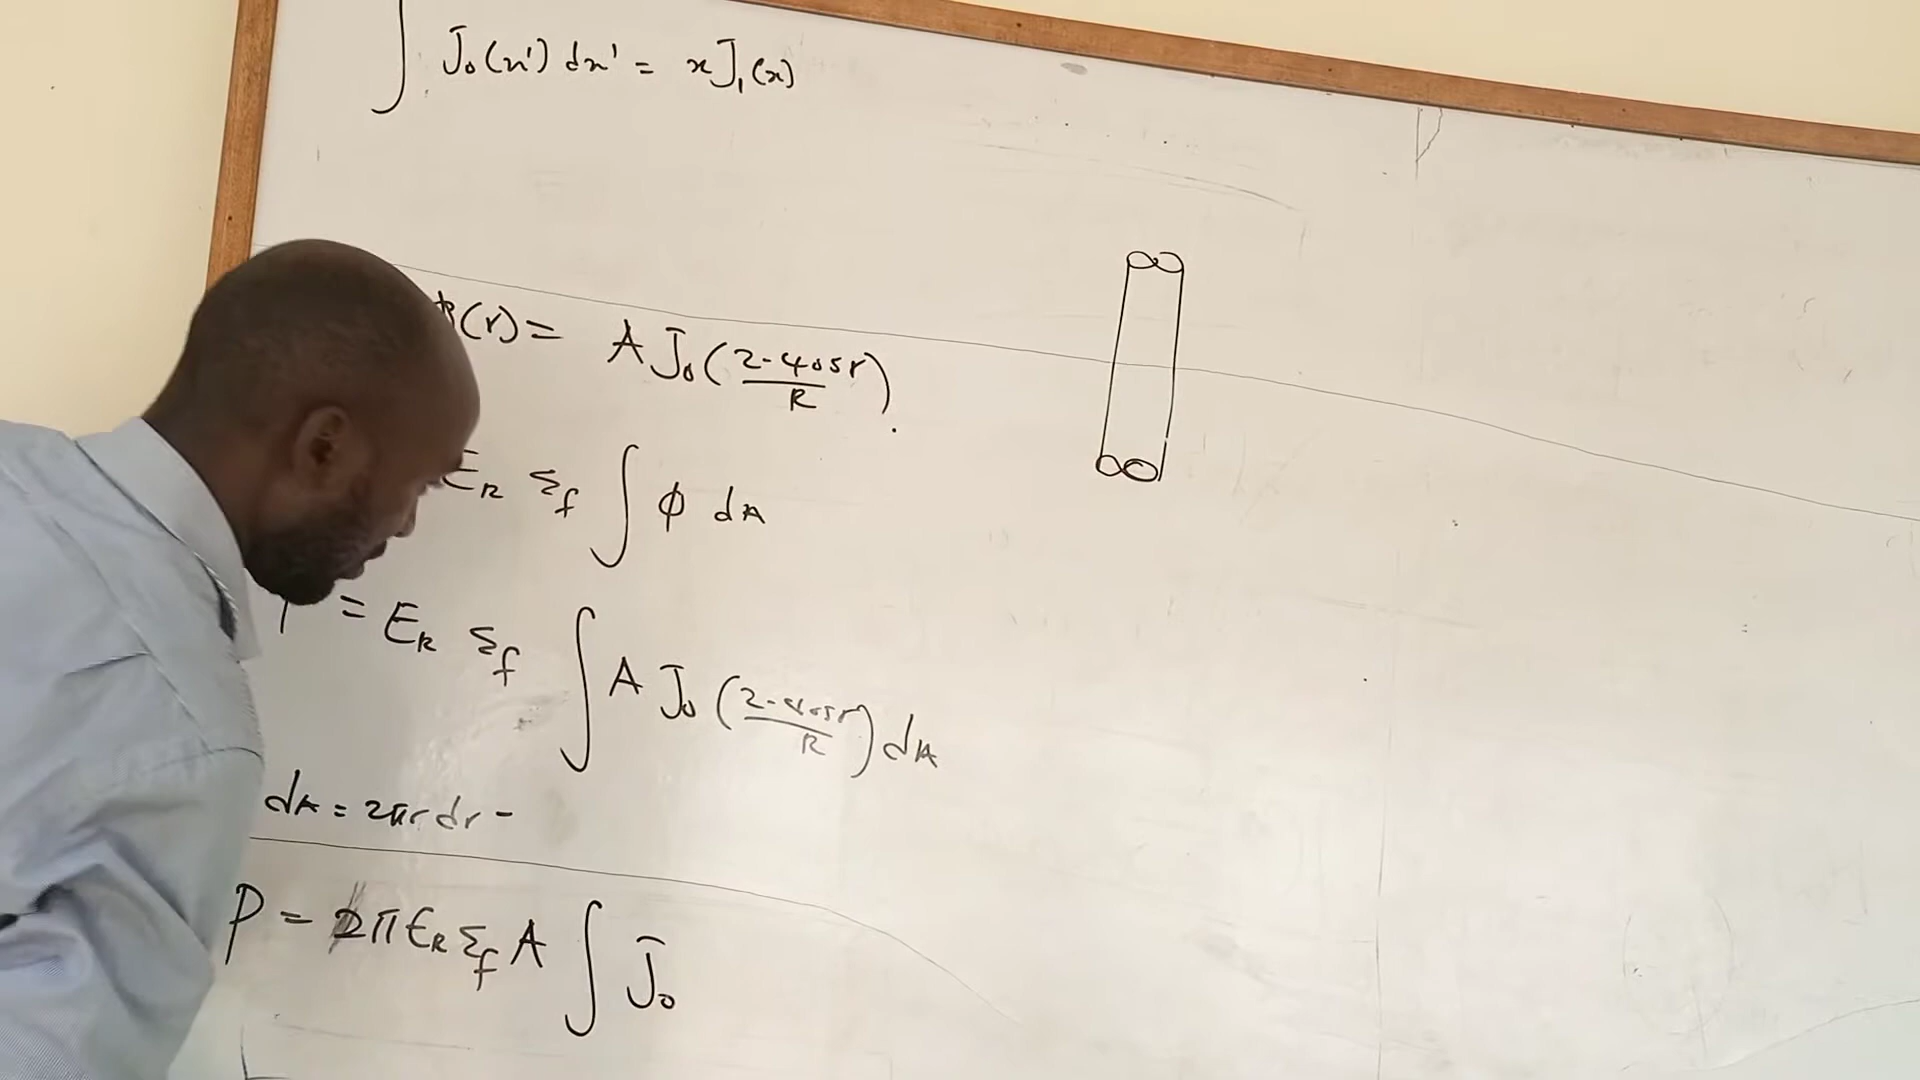 ∫ J₀(x') dx' = x J₁(x)
ϕ(r) = A J₀(2.405r/R).
E_R Σ_f ∫ ϕ dA
P = E_R Σ_f ∫ A J₀(2.405r/R) dA
dA = 2πr dr -
P = 2π E_R Σ_f A ∫ J₀